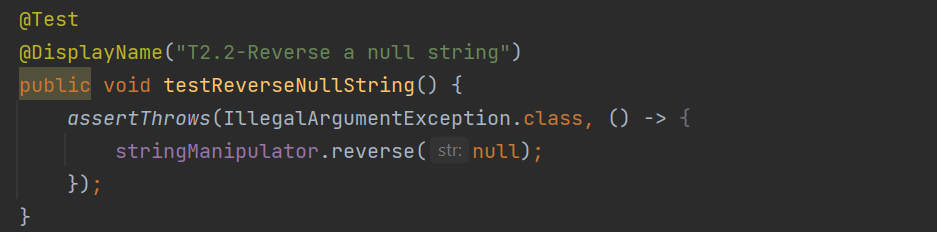 @Test
@DisplayName("T2.2-Reverse a null string")
public void testReverseNullString() {
    assertThrows(IllegalArgumentException.class, () -> {
        stringManipulator.reverse( str: null);
    });
}